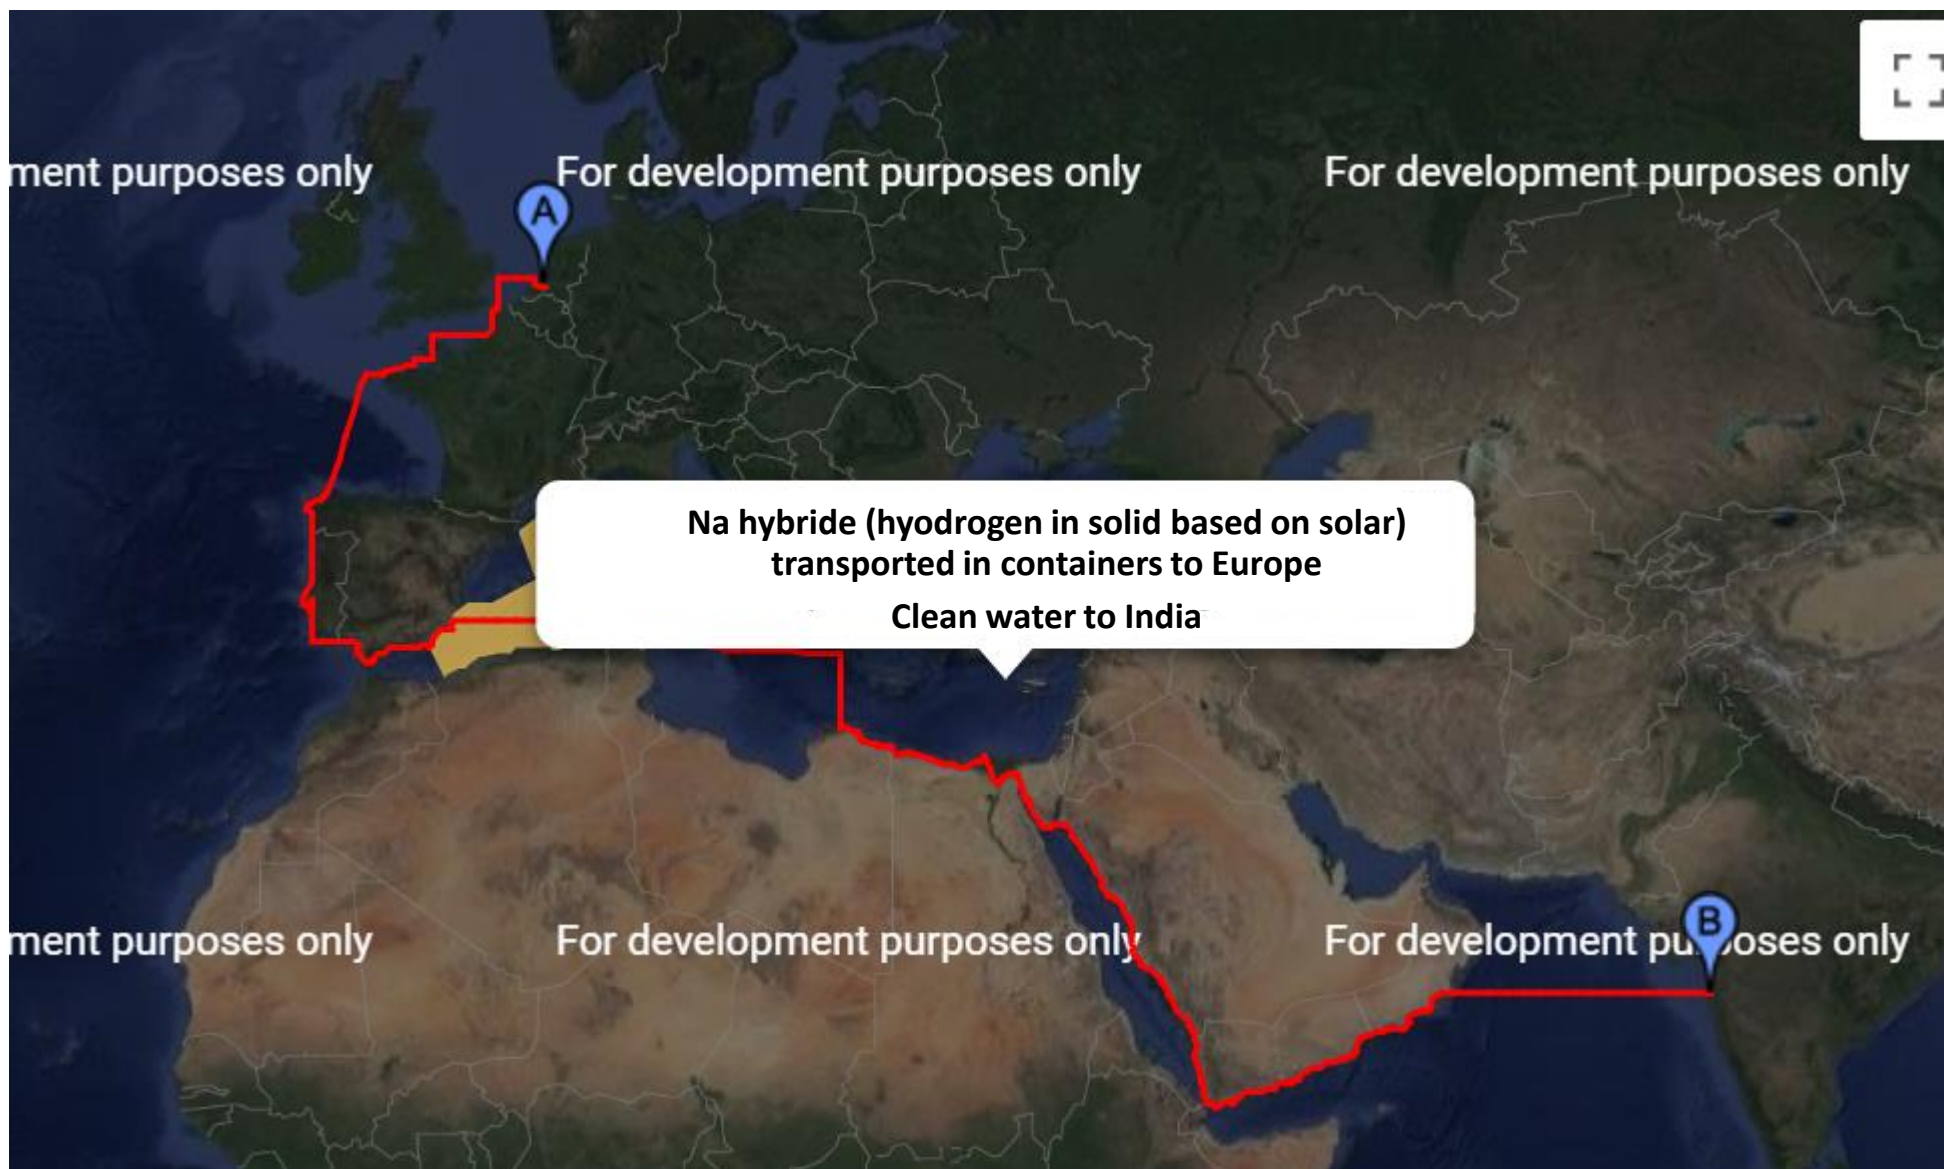 ment purposes only
For development purposes only
For development purposes only
A
Na hybride (hyodrogen in solid based on solar)
transported in containers to Europe
Clean water to India
B
ment purposes only
For development purposes only
For development purposes only